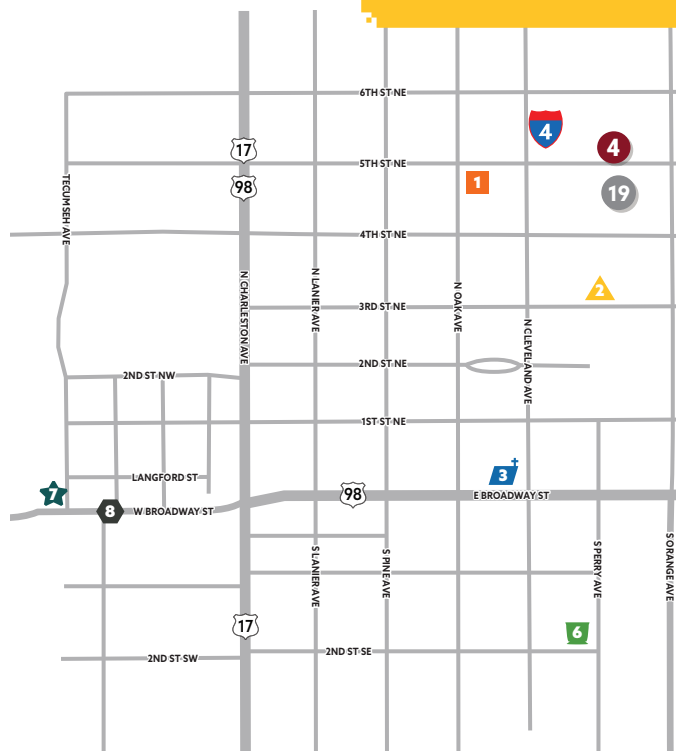 6TH ST NE
4
4
17
5TH ST NE
98
1
19
TECUMSEH AVE
4TH ST NE
N CHARLESTON AVE
N LANIER AVE
N OAK AVE
2
3RD ST NE
N CLEVELAND AVE
2ND ST NE
2ND ST NW
1ST ST NE
LANGFORD ST
3
7
98
E BROADWAY ST
8
W BROADWAY ST
S LANIER AVE
S PINE AVE
S PERRY AVE
S ORANGE AVE
17
6
2ND ST SW
2ND ST SE